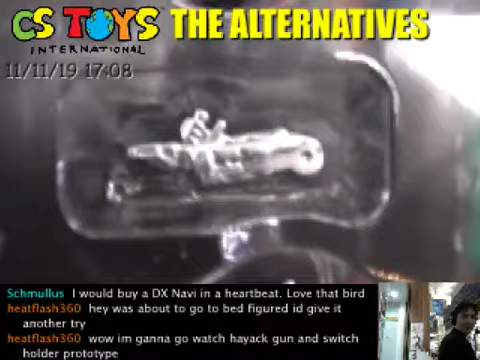 CS TOYS THE ALTERNATIVES
INTERNATIONAL
11/11/19 17:08
Schmullus I would buy a DX Navi in a heartbeat. Love that bird
heatflash360 hey was about to go to bed figured id give it
another try
heatflash360 wow im ganna go watch hayack gun and switch
holder prototype